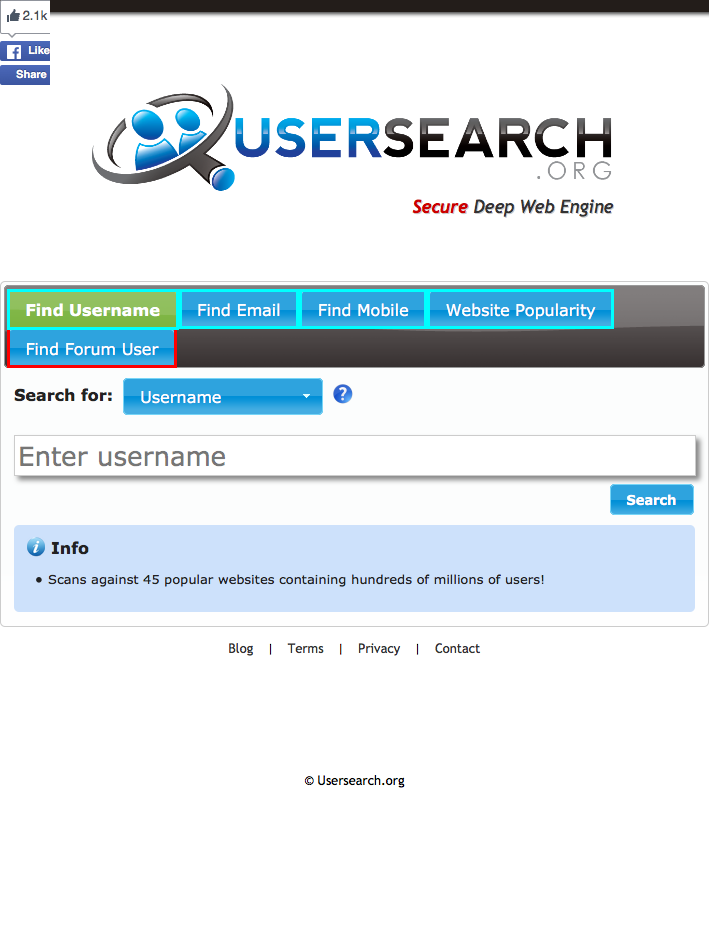 2.1k
Like
Share
USERSEARCH
.ORG
Secure Deep Web Engine
Find Username
Find Email
Find Mobile
Website Popularity
Find Forum User
Search for:
Username
?
Enter username
Search
i Info
• Scans against 45 popular websites containing hundreds of millions of users!
Blog | Terms | Privacy | Contact
© Usersearch.org